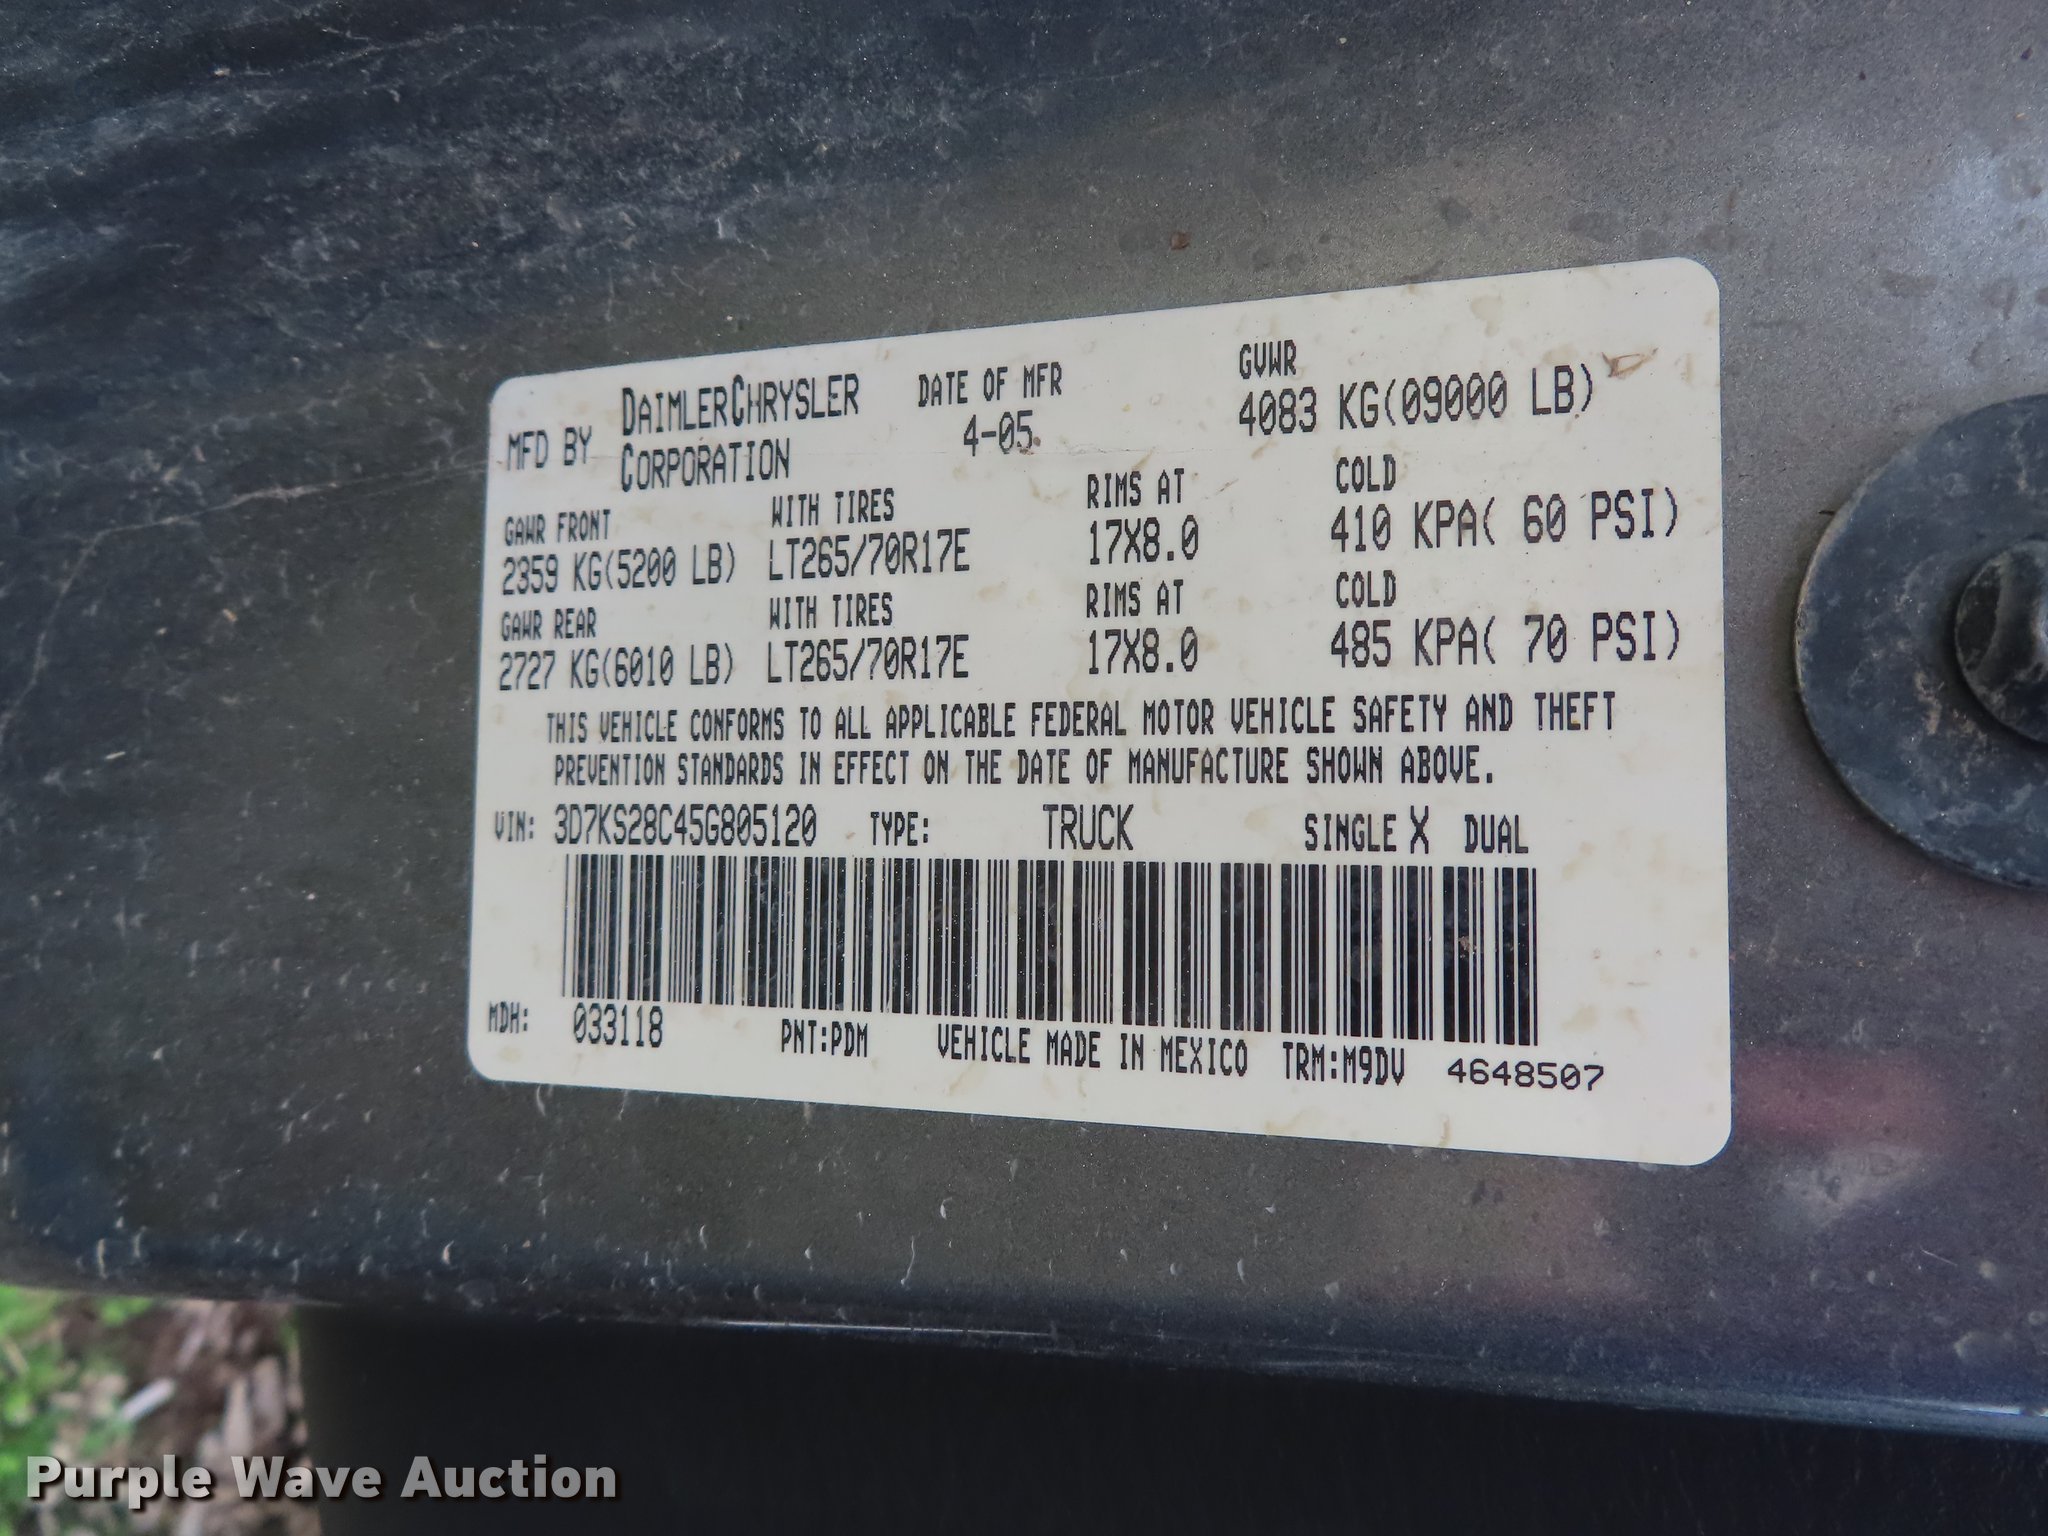 MFD BY DAIMLERCHRYSLER CORPORATION DATE OF MFR 4-05 GVWR 4083 KG(09000 LB)
GAWR FRONT WITH TIRES RIMS AT COLD
2359 KG(5200 LB) LT265/70R17E 17X8.0 410 KPA( 60 PSI)
GAWR REAR WITH TIRES RIMS AT COLD
2727 KG(6010 LB) LT265/70R17E 17X8.0 485 KPA( 70 PSI)
THIS VEHICLE CONFORMS TO ALL APPLICABLE FEDERAL MOTOR VEHICLE SAFETY AND THEFT
PREVENTION STANDARDS IN EFFECT ON THE DATE OF MANUFACTURE SHOWN ABOVE.
VIN: 3D7KS28C45G805120 TYPE: TRUCK SINGLE X DUAL
MDH: 033118 PNT:PDM VEHICLE MADE IN MEXICO TRM:M9DV 4648507
Purple Wave Auction